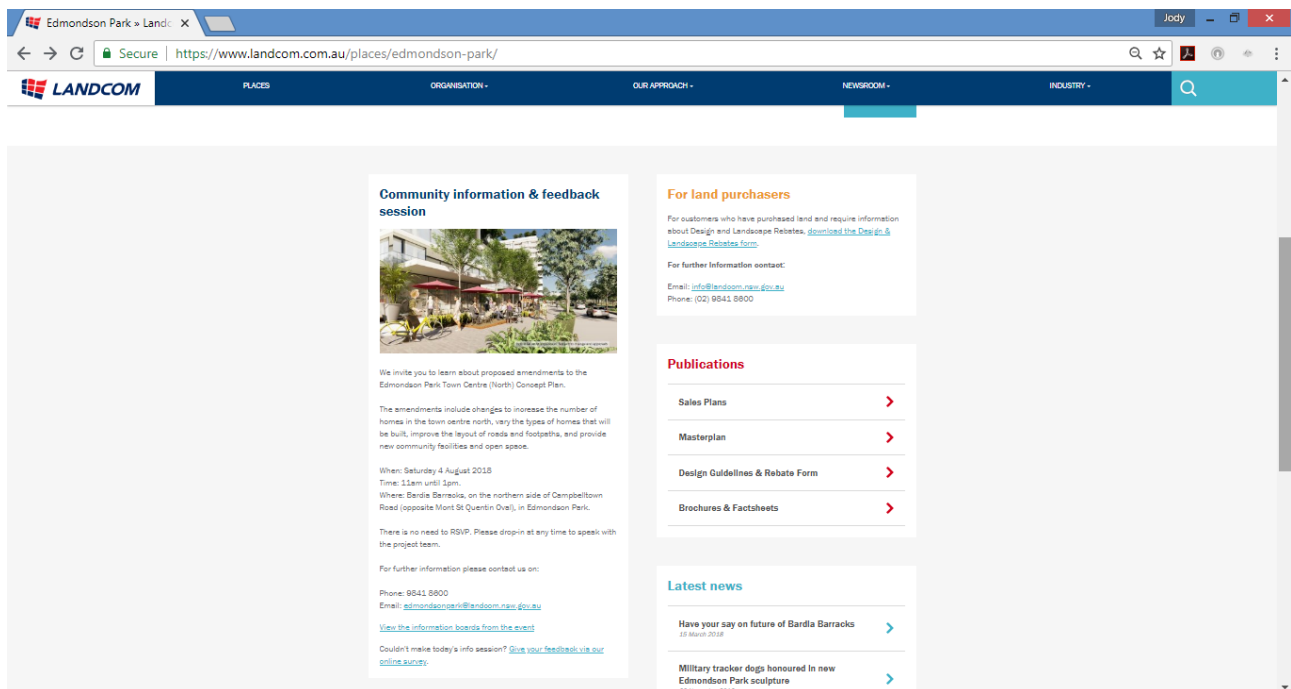 Edmondson Park » Landc
Jody
Secure | https://www.landcom.com.au/places/edmondson-park/
LANDCOM
PLACES
ORGANISATION
OUR APPROACH
NEWSROOM
INDUSTRY
Community information & feedback
session
We invite you to learn about proposed amendments to the
Edmondson Park Town Centre (North) Concept Plan.
The amendments include changes to increase the number of
homes in the town centre north, vary the types of homes that will
be built, improve the layout of roads and footpaths, and provide
new community facilities and open space.
When: Saturday 4 August 2018
Time: 11am until 1pm.
Where: Bardia Barracks, on the northern side of Campbelltown
Road (opposite Mont St Quentin Oval), in Edmondson Park.
There is no need to RSVP. Please drop-in at any time to speak with
the project team.
For further information please contact us on:
Phone: 9841 8600
Email: edmondsonpark@landcom.nsw.gov.au
View the information boards from the event
Couldn't make today's info session? Give your feedback via our
online survey.
For land purchasers
For customers who have purchased land and require information
about Design and Landscape Rebates, download the Design &
Landscape Rebates form.
For further information contact:
Email: info@landcom.nsw.gov.au
Phone: (02) 9841 8600
Publications
Sales Plans
Masterplan
Design Guidelines & Rebate Form
Brochures & Factsheets
Latest news
Have your say on future of Bardia Barracks
15 March 2018
Military tracker dogs honoured in new
Edmondson Park sculpture